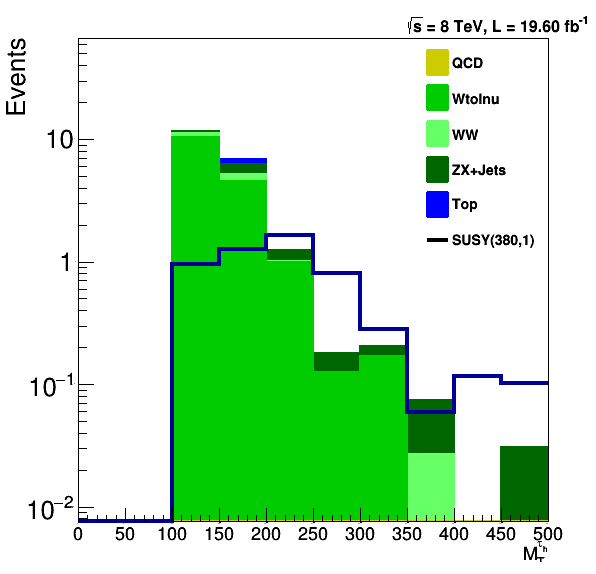 √s = 8 TeV, L = 19.60 fb⁻¹
Events
QCD
Wtolnu
WW
ZX+Jets
Top
SUSY(380,1)
10
1
10⁻¹
10⁻²
0 50 100 150 200 250 300 350 400 450 500
M_T^{τ_h}